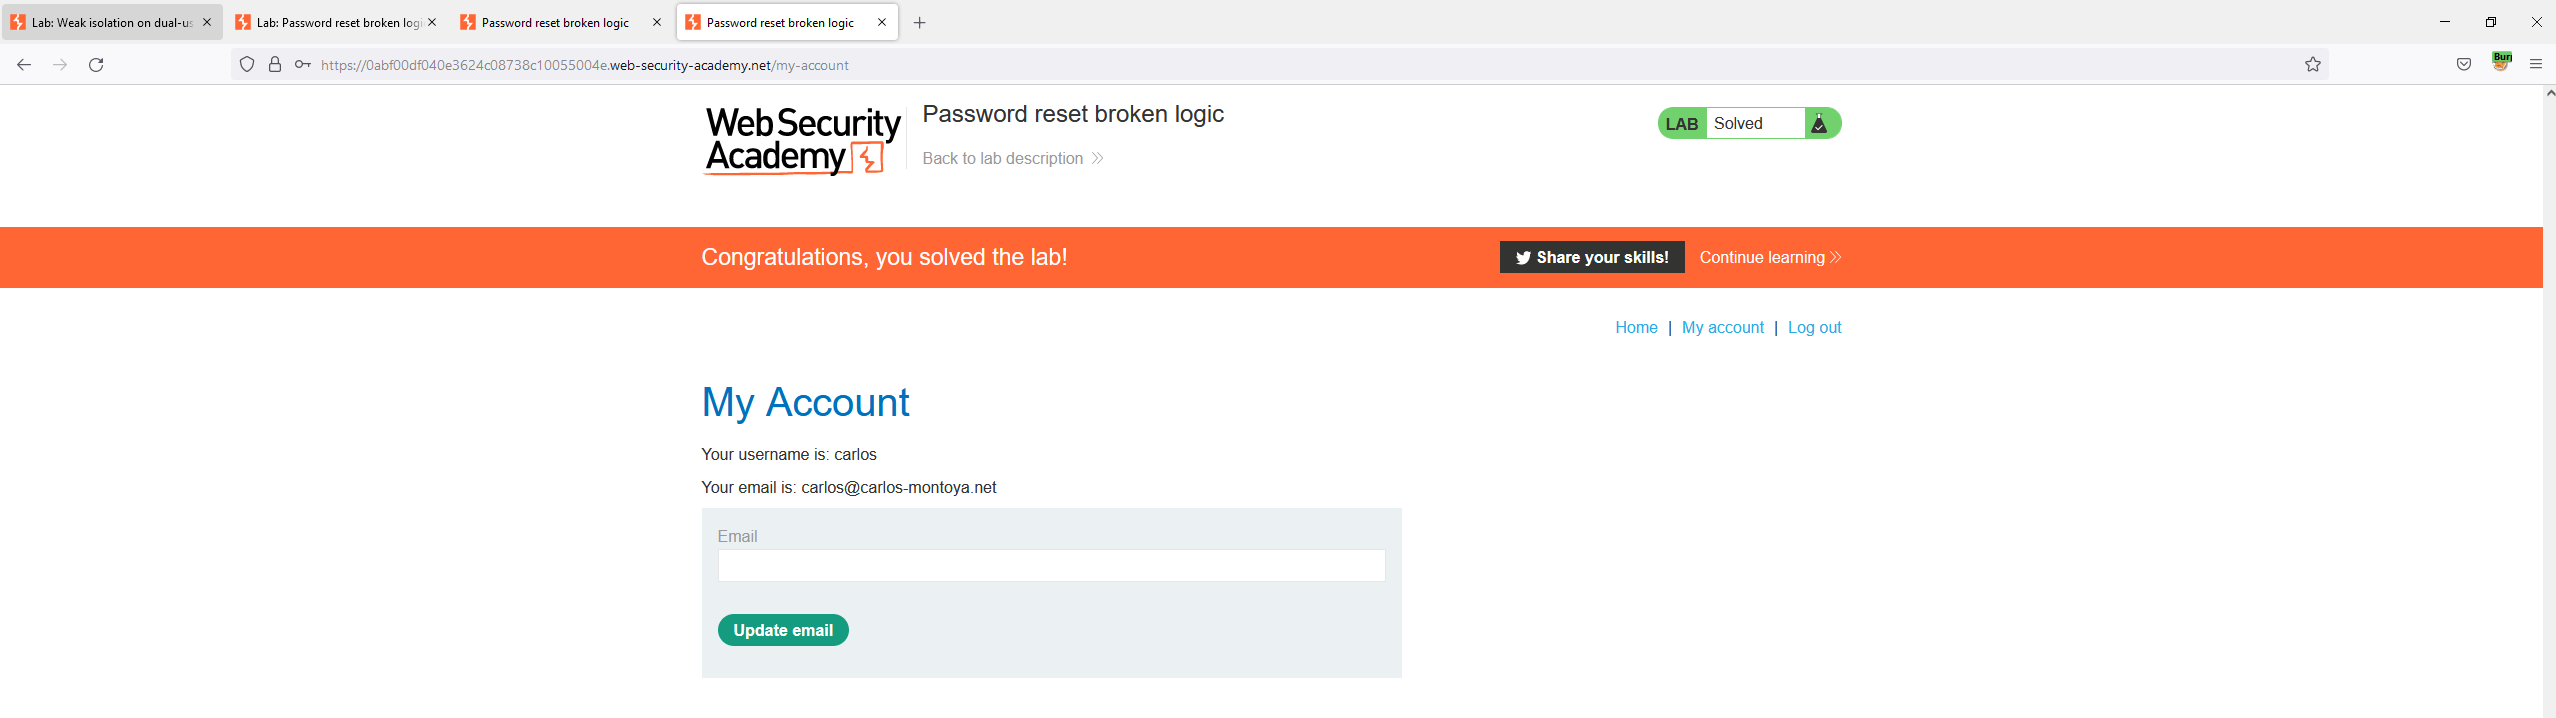 Lab: Weak isolation on dual-us
Lab: Password reset broken logi
Password reset broken logic
Password reset broken logic
https://0abf00df040e3624c08738c10055004e.web-security-academy.net/my-account
Bur
Web Security
Academy
Password reset broken logic
Back to lab description
LAB Solved
Congratulations, you solved the lab!
Share your skills!
Continue learning
Home | My account | Log out
My Account
Your username is: carlos
Your email is: carlos@carlos-montoya.net
Email
Update email